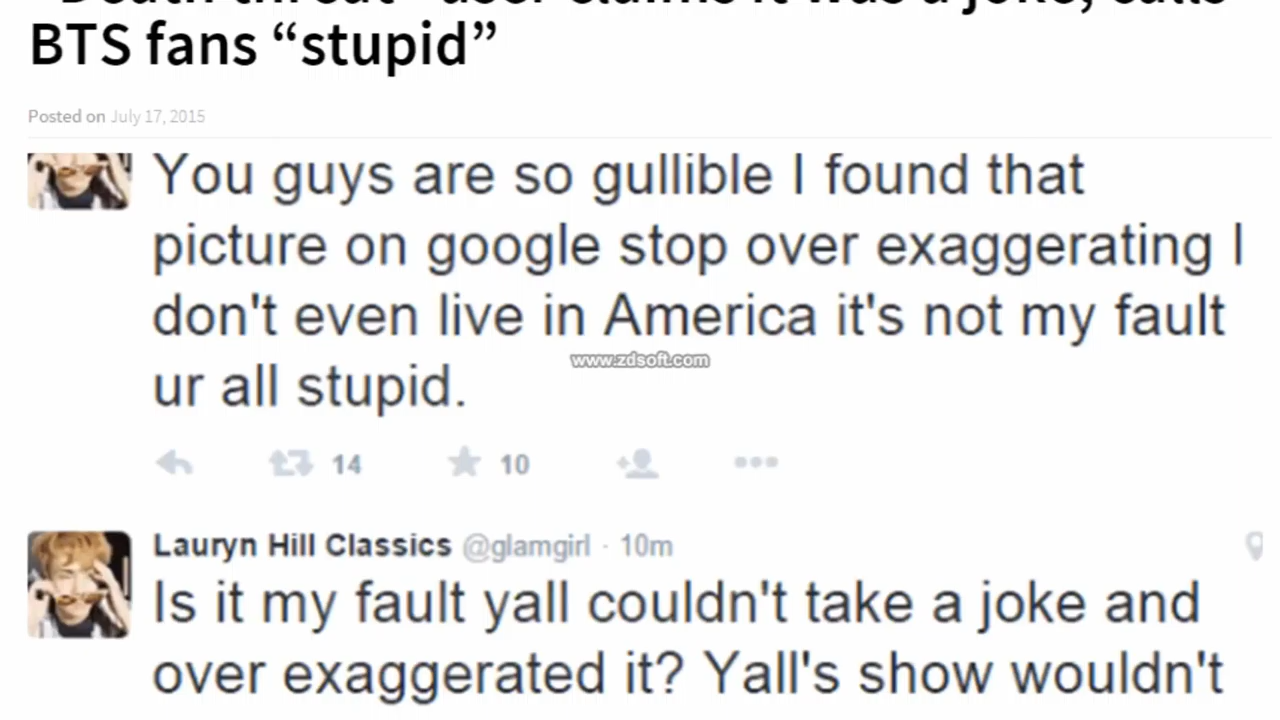 "Death threat" user claims it was a joke, calls
BTS fans “stupid”
Posted on July 17, 2015
You guys are so gullible I found that
picture on google stop over exaggerating I
don't even live in America it's not my fault
www.zdsoft.com
ur all stupid.
14 10
Lauryn Hill Classics @glamgirl · 10m
Is it my fault yall couldn't take a joke and
over exaggerated it? Yall's show wouldn't